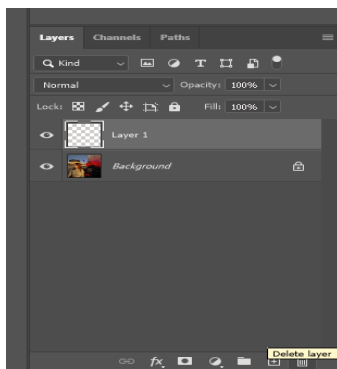 Layers Channels Paths
Kind
Normal Opacity: 100%
Lock: Fill: 100%
Layer 1
Background
fx
Delete layer